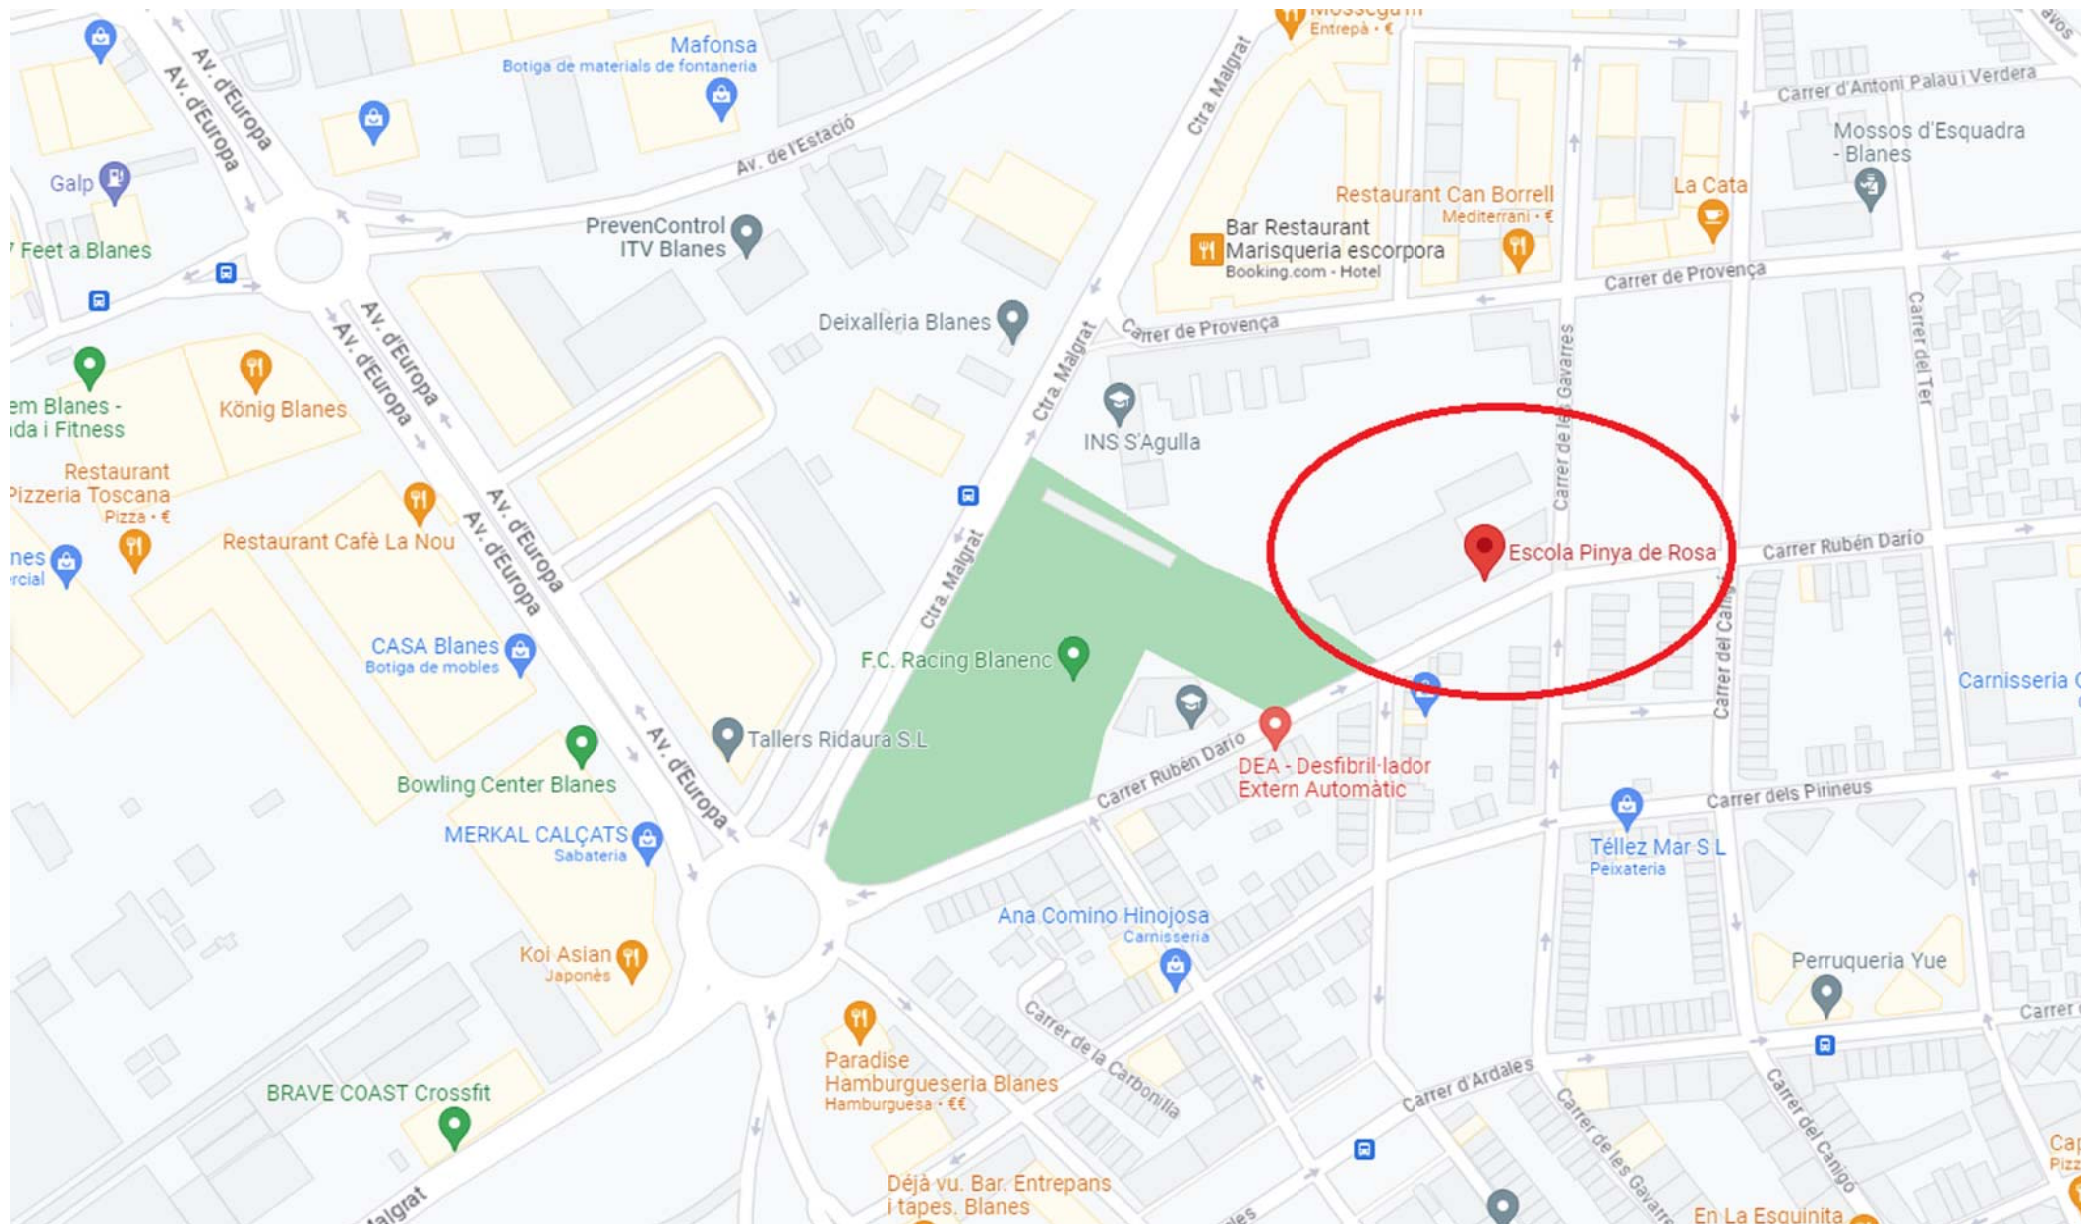 Mossega'm
Entrepà · €
Mafonsa
Botiga de materials de fontaneria
Av. d'Europa
Av. d'Europa
Ctra. Malgrat
Carrer d'Antoni Palau i Verdera
Av. de l'Estació
Mossos d'Esquadra
- Blanes
Galp
Restaurant Can Borrell
Mediterrani · €
La Cata
PrevenControl
ITV Blanes
Bar Restaurant
Marisqueria escorpora
Booking.com - Hotel
7 Feet a Blanes
Carrer de Provença
Carrer de Provença
Deixalleria Blanes
Av. d'Europa
Av. d'Europa
Ctra. Malgrat
Carrer de les Gavarres
Carrer del Ter
König Blanes
em Blanes -
da i Fitness
INS S'Agulla
Restaurant
Pizzeria Toscana
Pizza · €
Restaurant Cafè La Nou
Av. d'Europa
Av. d'Europa
Ctra. Malgrat
Escola Pinya de Rosa
Carrer Rubén Darío
nes
rcial
CASA Blanes
Botiga de mobles
F.C. Racing Blanenc
Carrer del Canigó
Carnisseria
Tallers Ridaura S.L
Av. d'Europa
Carrer Rubén Darío
DEA - Desfibril·lador
Extern Automàtic
Bowling Center Blanes
Carrer dels Pirineus
MERKAL CALÇATS
Sabateria
Téllez Mar S L
Peixateria
Ana Comino Hinojosa
Carnisseria
Koi Asian
Japonès
Perruqueria Yue
Carrer
Carrer de la Carbonilla
Paradise
Hamburgueseria Blanes
Hamburguesa · €€
BRAVE COAST Crossfit
Carrer d'Ardales
Carrer de les Gavarres
Carrer del Canigó
Malgrat
Déjà vu. Bar. Entrepans
i tapes. Blanes
Cap
Pizz
En La Esquinita